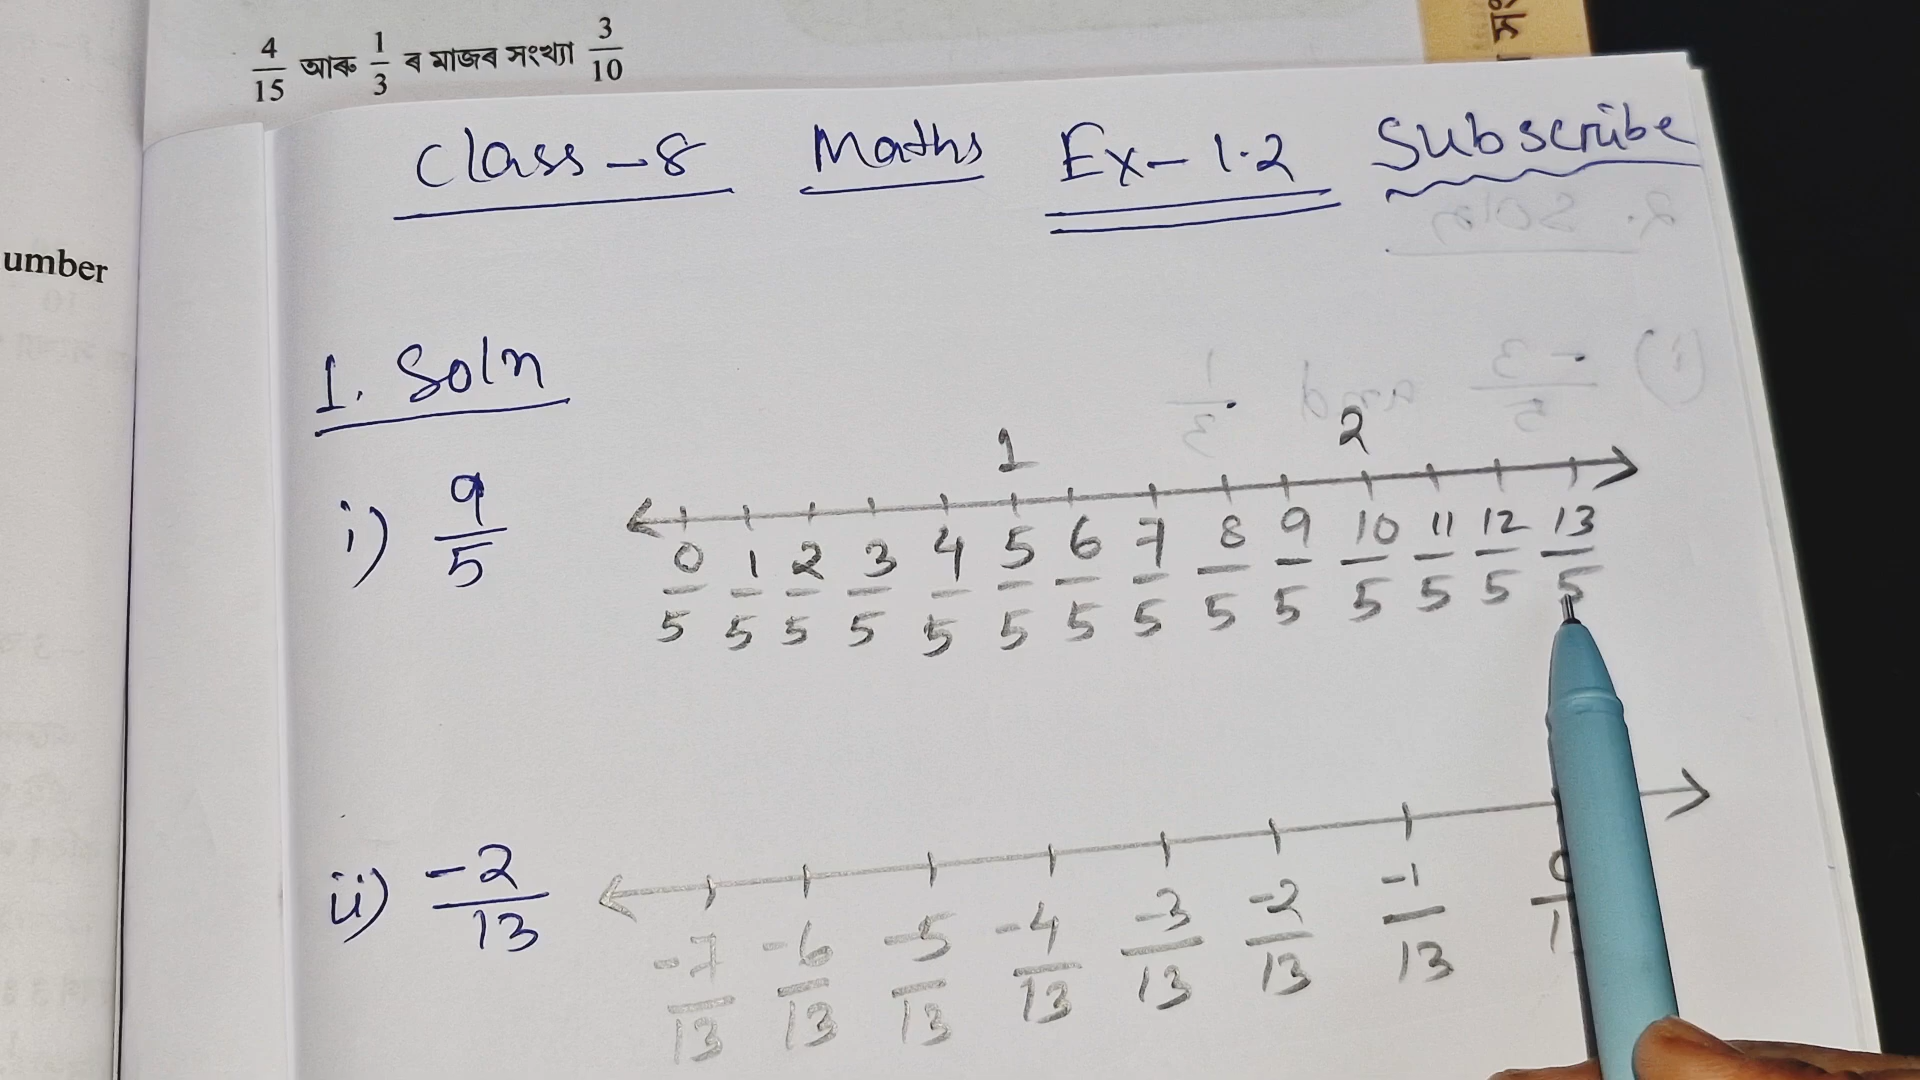 4/15 আৰু 1/3 ৰ মাজৰ সংখ্যা 3/10
Class-8 Maths Ex-1.2 Subscribe
umber
1. Soln
1 2
i) 9/5 0/5 1/5 2/5 3/5 4/5 5/5 6/5 7/5 8/5 9/5 10/5 11/5 12/5 13/5
ii) -2/13 -7/13 -6/13 -5/13 -4/13 -3/13 -2/13 -1/13